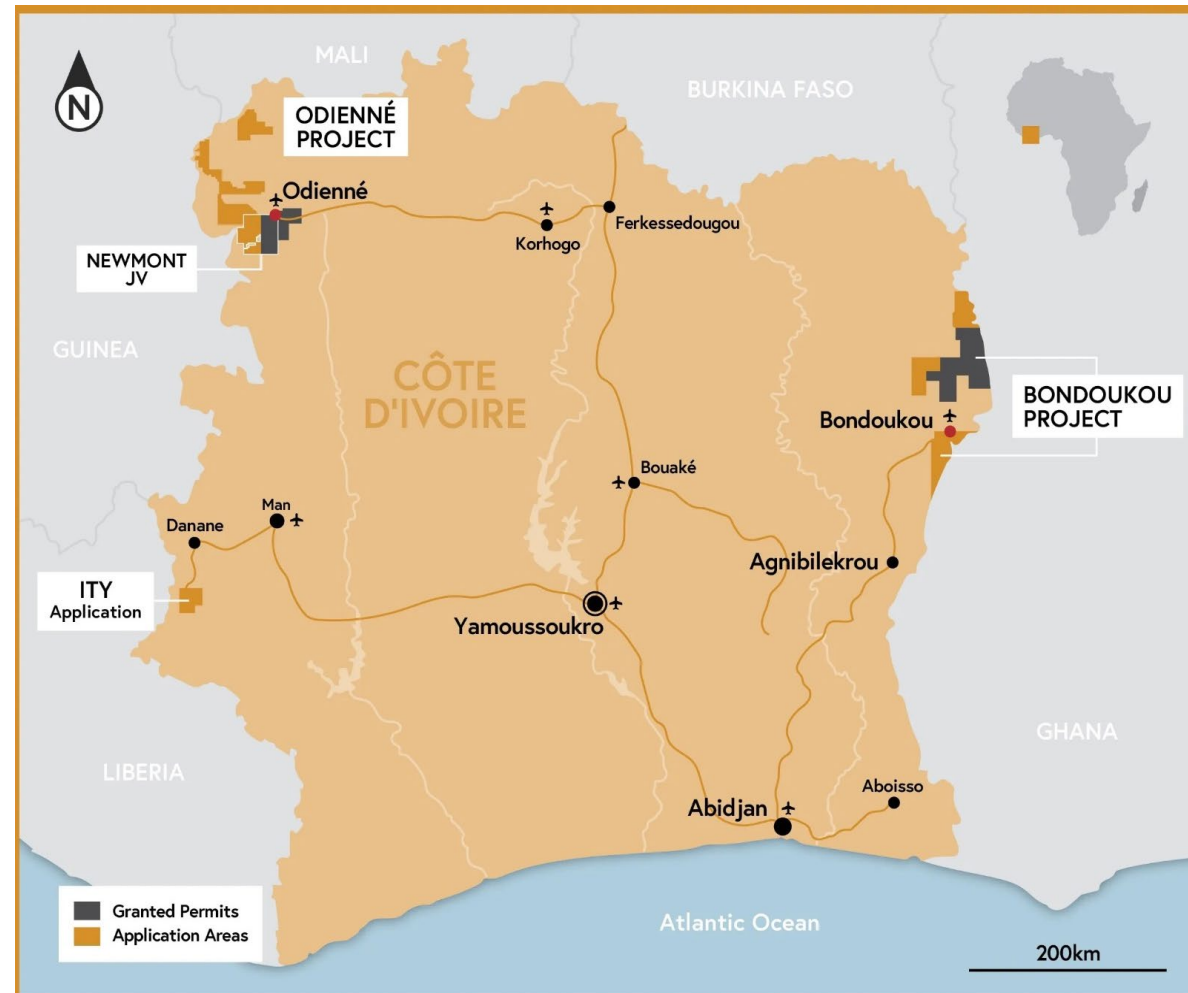 MALI
BURKINA FASO
N
ODIENNÉ
PROJECT
Odienné
Korhogo
Ferkessedougou
NEWMONT
JV
GUINEA
CÔTE
D'IVOIRE
BONDOUKOU
PROJECT
Bondoukou
Bouaké
Man
Danane
Agnibilekrou
ITY
Application
Yamoussoukro
GHANA
LIBERIA
Aboisso
Abidjan
Granted Permits
Application Areas
Atlantic Ocean
200km